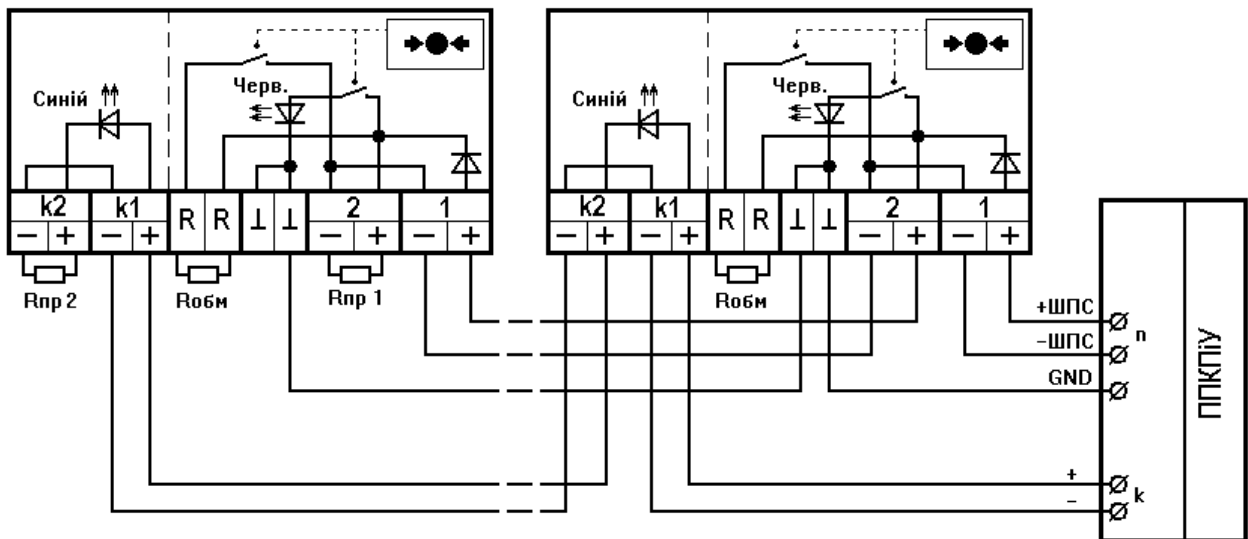 Черв.
Синій
k2 k1 R R ⊥ ⊥ 2 1
− + − + − + − +
Rпр 2
Rобм
Rпр 1
Черв.
Синій
k2 k1 R R ⊥ ⊥ 2 1
− + − + − + − +
Rобм
+ШПС
−ШПС
n
GND
+
−
k
ППКПіУ